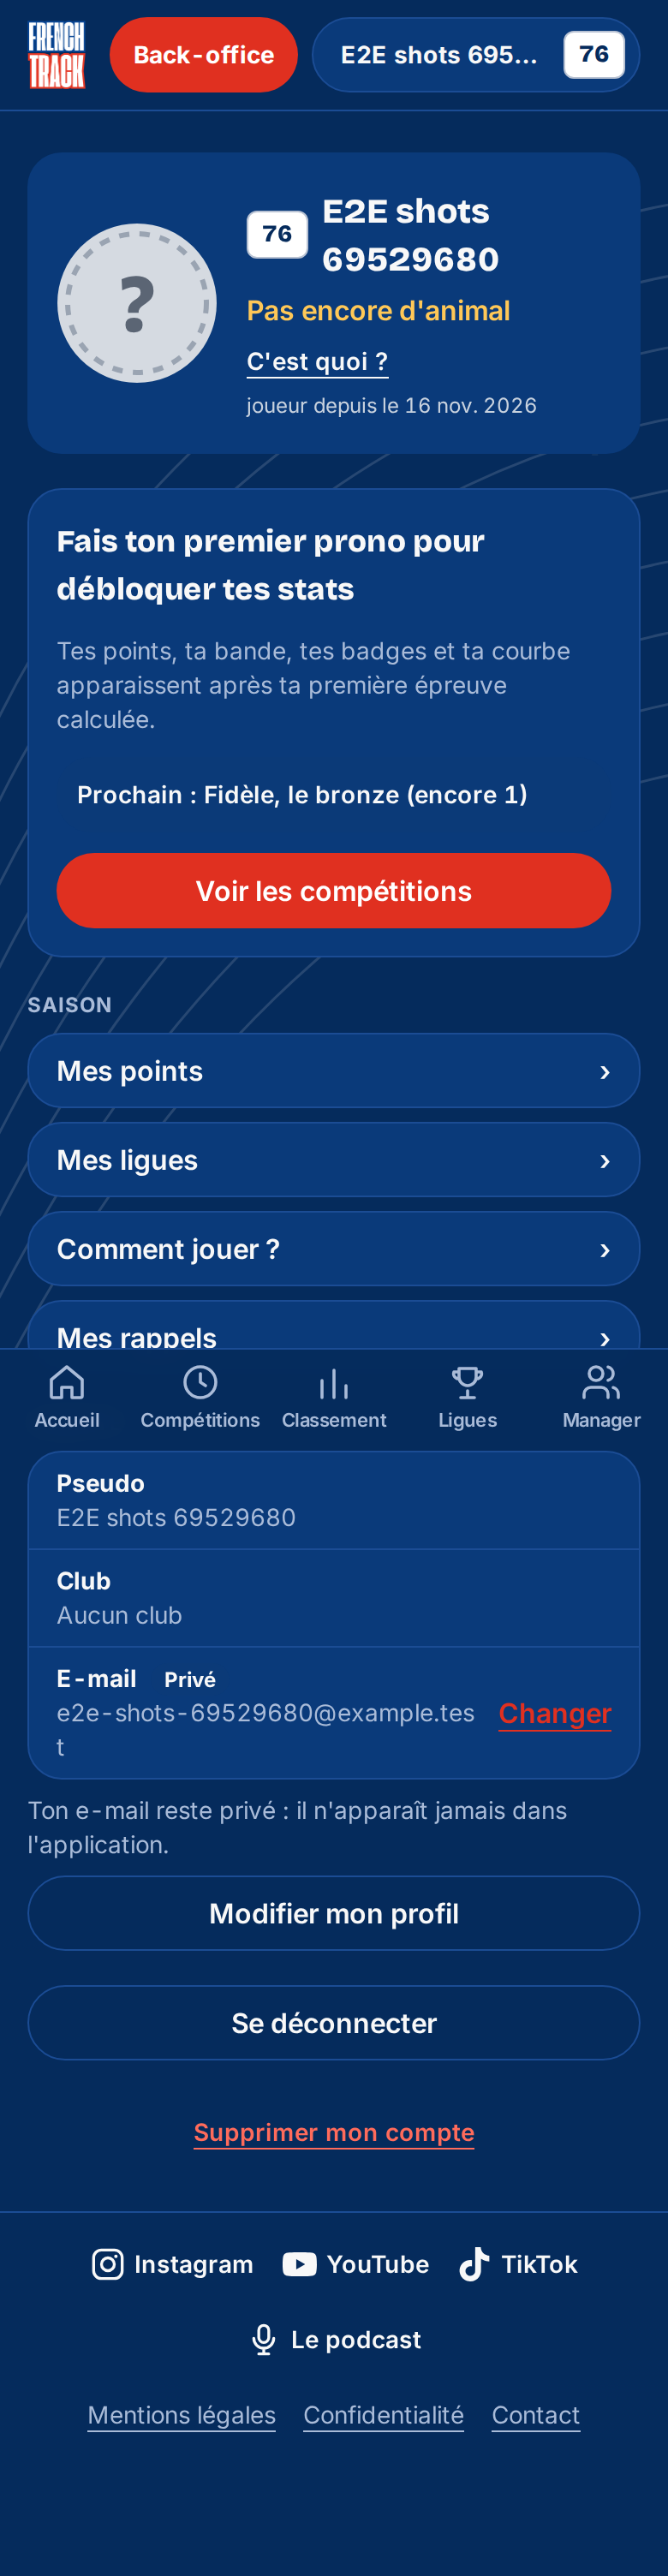 FRENCH
TRACK
Back-office
E2E shots 695...
76
76
E2E shots
69529680
?
Pas encore d'animal
C'est quoi ?
joueur depuis le 16 nov. 2026
Fais ton premier prono pour
débloquer tes stats
Tes points, ta bande, tes badges et ta courbe
apparaissent après ta première épreuve
calculée.
Prochain : Fidèle, le bronze (encore 1)
Voir les compétitions
SAISON
Mes points ›
Mes ligues ›
Comment jouer ? ›
Mes rappels ›
Accueil
Compétitions
Classement
Ligues
Manager
Pseudo
E2E shots 69529680
Club
Aucun club
E-mail Privé
e2e-shots-69529680@example.tes
t
Changer
Ton e-mail reste privé : il n'apparaît jamais dans
l'application.
Modifier mon profil
Se déconnecter
Supprimer mon compte
Instagram YouTube TikTok
Le podcast
Mentions légales Confidentialité Contact